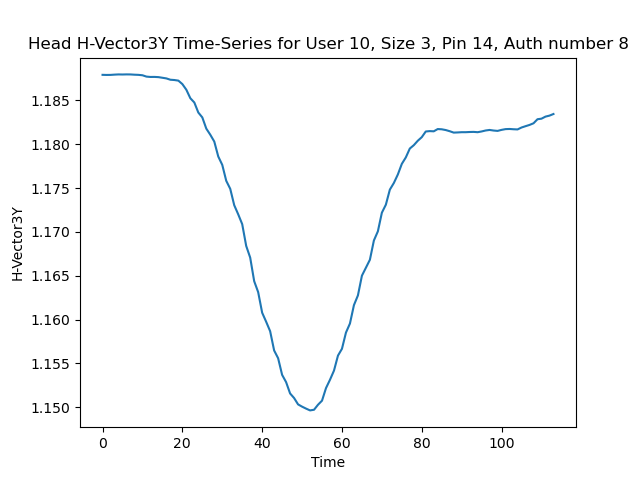 Head H-Vector3Y Time-Series for User 10, Size 3, Pin 14, Auth number 8
1.185
1.180
1.175
1.170
1.165
1.160
1.155
1.150
H-Vector3Y
0 20 40 60 80 100
Time